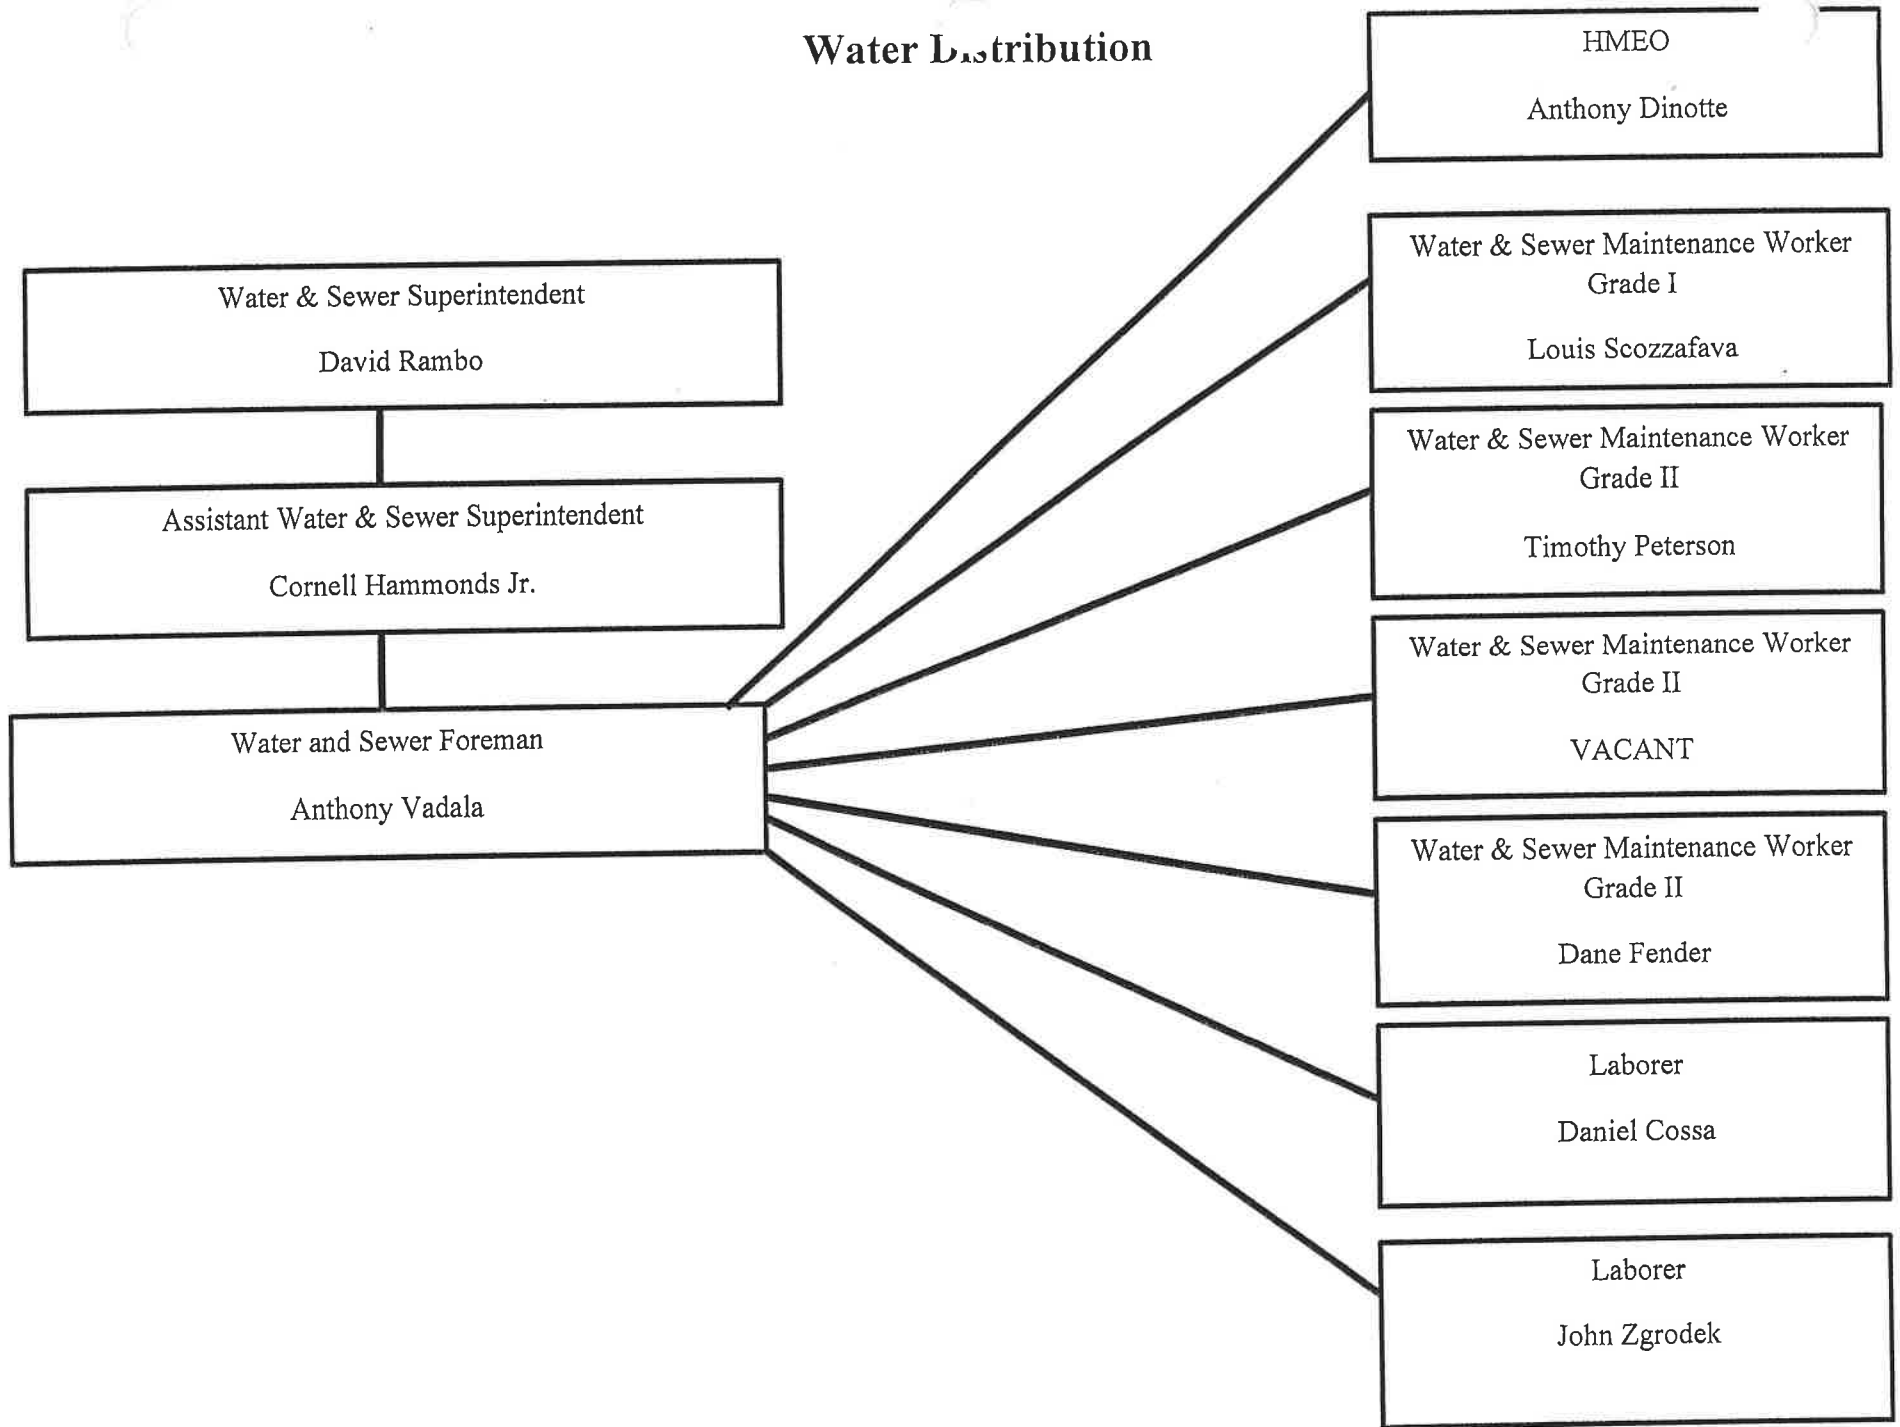 Water Distribution
Water & Sewer Superintendent
David Rambo
Assistant Water & Sewer Superintendent
Cornell Hammonds Jr.
Water and Sewer Foreman
Anthony Vadala
HMEO
Anthony Dinotte
Water & Sewer Maintenance Worker
Grade I
Louis Scozzafava
Water & Sewer Maintenance Worker
Grade II
Timothy Peterson
Water & Sewer Maintenance Worker
Grade II
VACANT
Water & Sewer Maintenance Worker
Grade II
Dane Fender
Laborer
Daniel Cossa
Laborer
John Zgrodek